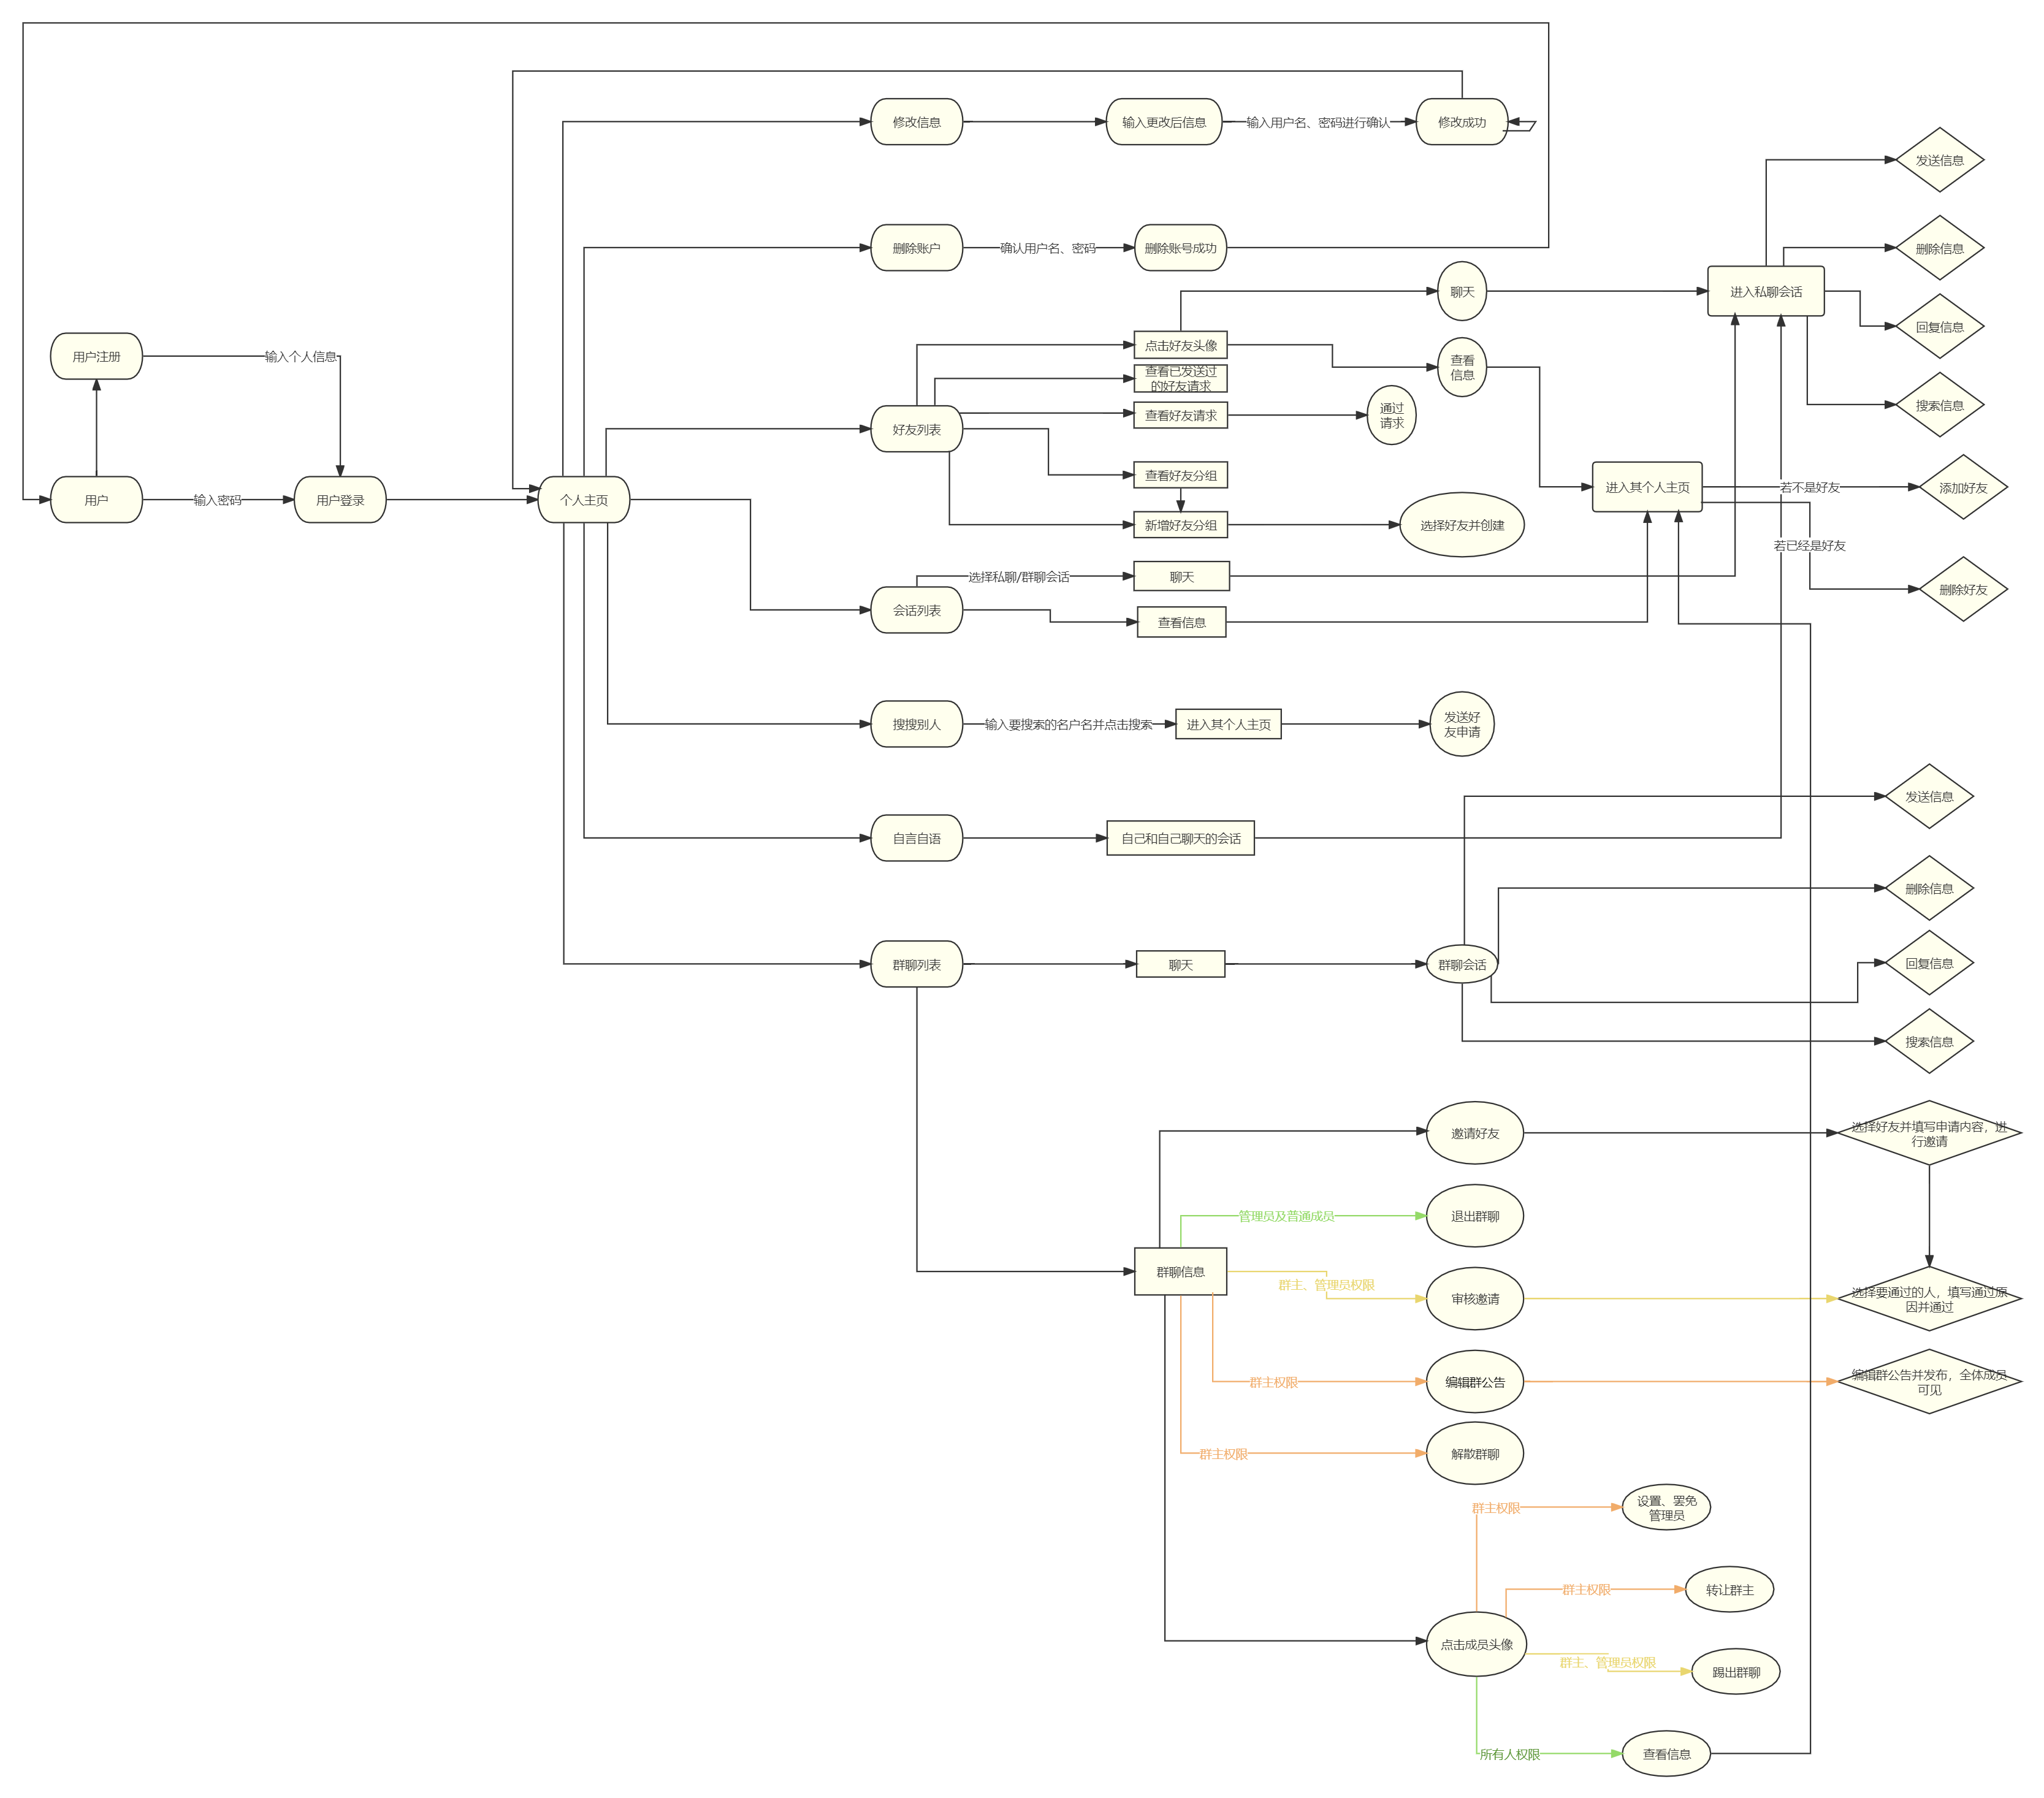 修改信息
输入更改后信息
输入用户名、密码进行确认
修改成功
发送信息
删除账户
确认用户名、密码
删除账号成功
删除信息
聊天
进入私聊会话
回复信息
用户注册
输入个人信息
点击好友头像
查看
信息
查看已发送过
的好友请求
搜索信息
好友列表
查看好友请求
通过
请求
查看好友分组
进入其个人主页
若不是好友
添加好友
用户
输入密码
用户登录
个人主页
新增好友分组
选择好友并创建
若已经是好友
选择私聊/群聊会话
聊天
删除好友
会话列表
查看信息
搜搜别人
输入要搜索的名户名并点击搜索
进入其个人主页
发送好
友申请
发送信息
自言自语
自己和自己聊天的会话
删除信息
群聊列表
聊天
群聊会话
回复信息
搜索信息
邀请好友
选择好友并填写申请内容，进
行邀请
管理员及普通成员
退出群聊
群聊信息
群主、管理员权限
审核邀请
选择要通过的人，填写通过原
因并通过
群主权限
编辑群公告
编辑群公告并发布，全体成员
可见
群主权限
解散群聊
群主权限
设置、罢免
管理员
群主权限
转让群主
点击成员头像
群主、管理员权限
踢出群聊
所有人权限
查看信息